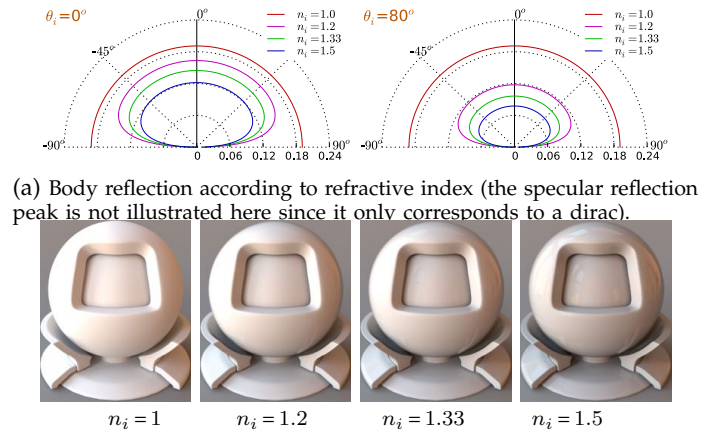 θi=0° 0° ni=1.0
ni=1.2
ni=1.33
ni=1.5
-45°
-90° 90°
0 0.06 0.12 0.18 0.24
θi=80° 0° ni=1.0
ni=1.2
ni=1.33
ni=1.5
-45°
-90° 90°
0 0.06 0.12 0.18 0.24
(a) Body reflection according to refractive index (the specular reflection
peak is not illustrated here since it only corresponds to a dirac).
ni = 1 ni = 1.2 ni = 1.33 ni = 1.5